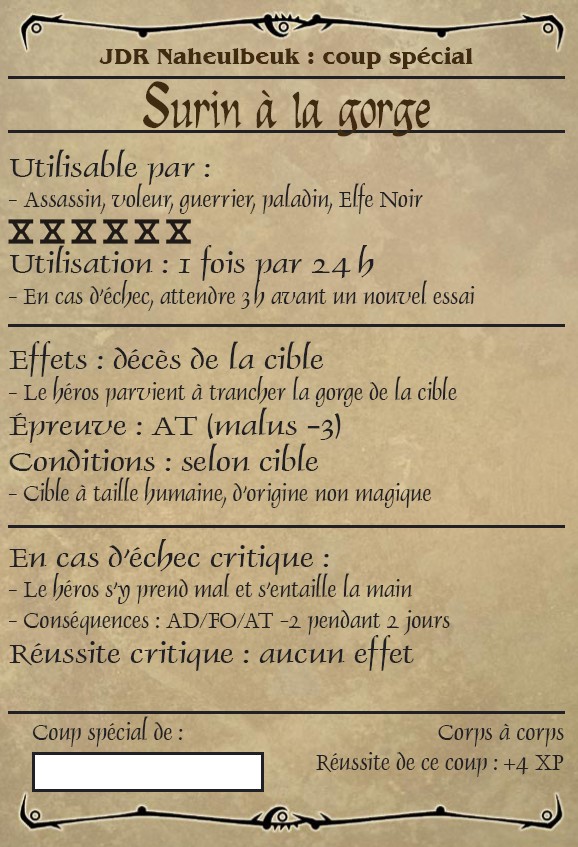 JDR Naheulbeuk : coup spécial
Surin à la gorge
Utilisable par :
- Assassin, voleur, guerrier, paladin, Elfe Noir
Utilisation : 1 fois par 24 h
- En cas d'échec, attendre 3 h avant un nouvel essai
Effets : décès de la cible
- Le héros parvient à trancher la gorge de la cible
Épreuve : AT (malus -3)
Conditions : selon cible
- Cible à taille humaine, d'origine non magique
En cas d'échec critique :
- Le héros s'y prend mal et s'entaille la main
- Conséquences : AD/FO/AT -2 pendant 2 jours
Réussite critique : aucun effet
Coup spécial de :
Corps à corps
Réussite de ce coup : +4 XP